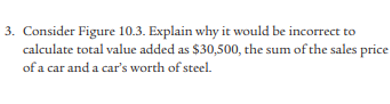 3. Consider Figure 10.3. Explain why it would be incorrect to
calculate total value added as $30,500, the sum of the sales price
of a car and a car's worth of steel.